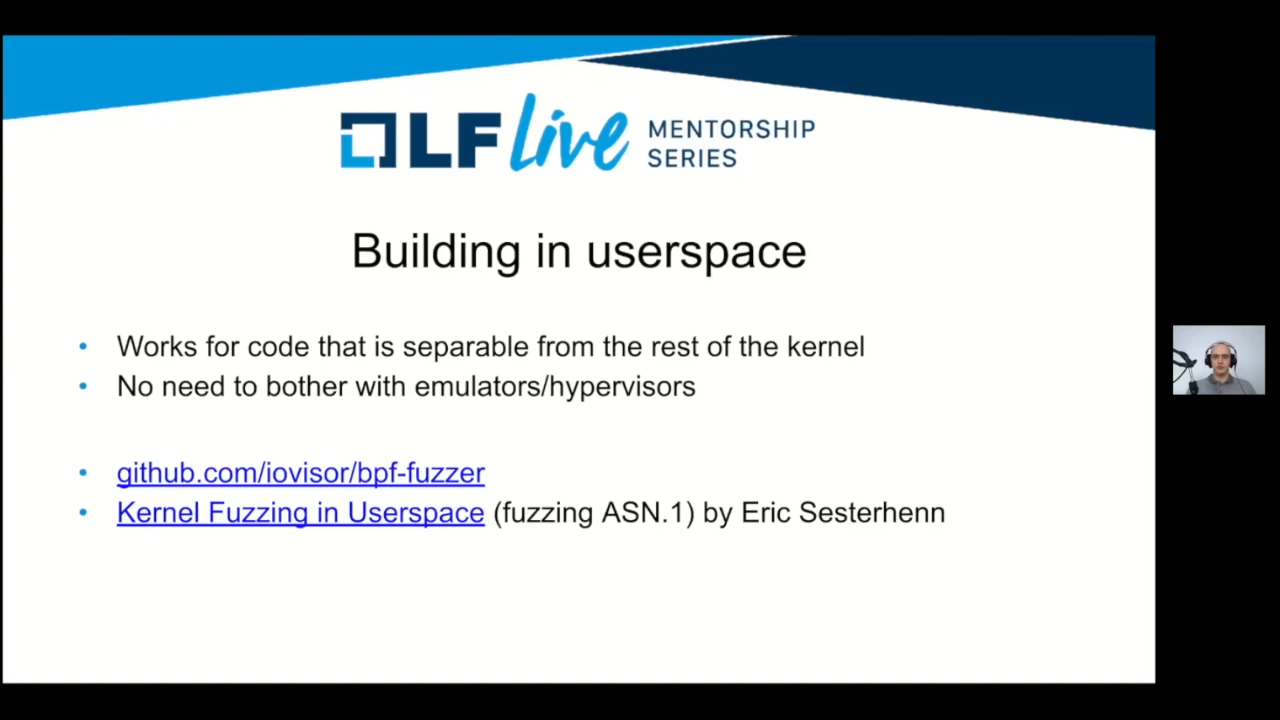 LF Live MENTORSHIP
SERIES
Building in userspace
• Works for code that is separable from the rest of the kernel
• No need to bother with emulators/hypervisors
• github.com/iovisor/bpf-fuzzer
• Kernel Fuzzing in Userspace (fuzzing ASN.1) by Eric Sesterhenn